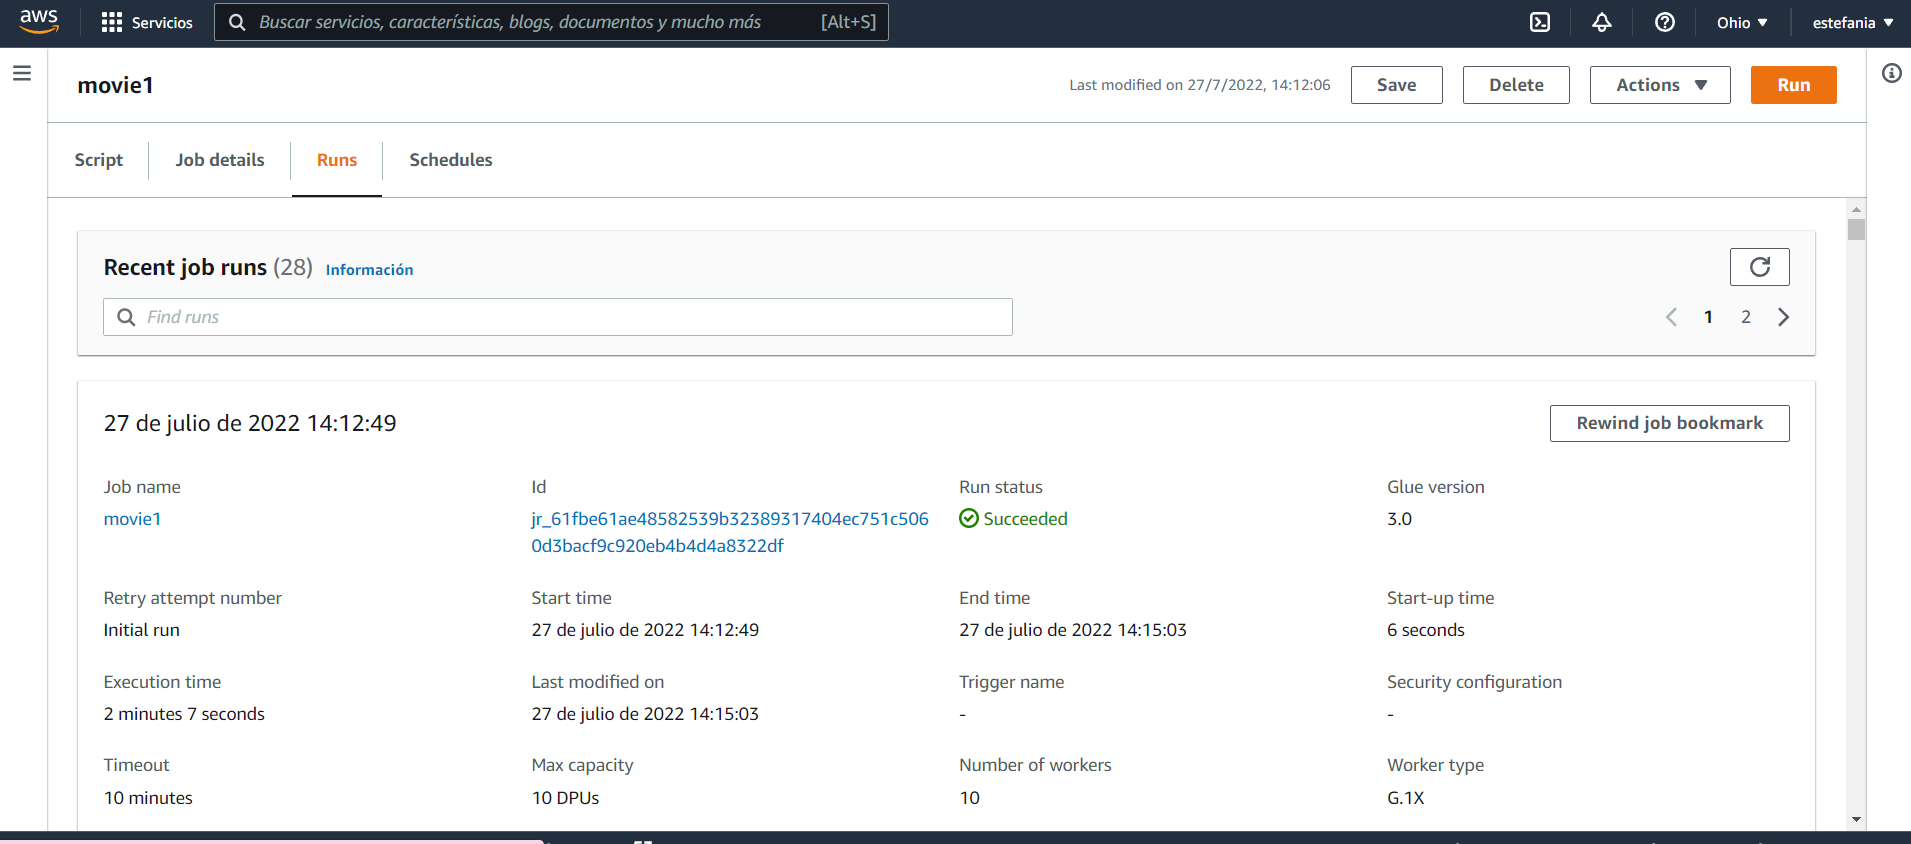 aws Servicios Buscar servicios, características, blogs, documentos y mucho más [Alt+S] Ohio estefania
movie1 Last modified on 27/7/2022, 14:12:06 Save Delete Actions Run
Script Job details Runs Schedules
Recent job runs (28) Información
Find runs 1 2
27 de julio de 2022 14:12:49 Rewind job bookmark
Job name Id Run status Glue version
movie1 jr_61fbe61ae48582539b32389317404ec751c506 Succeeded 3.0
0d3bacf9c920eb4b4d4a8322df
Retry attempt number Start time End time Start-up time
Initial run 27 de julio de 2022 14:12:49 27 de julio de 2022 14:15:03 6 seconds
Execution time Last modified on Trigger name Security configuration
2 minutes 7 seconds 27 de julio de 2022 14:15:03 - -
Timeout Max capacity Number of workers Worker type
10 minutes 10 DPUs 10 G.1X